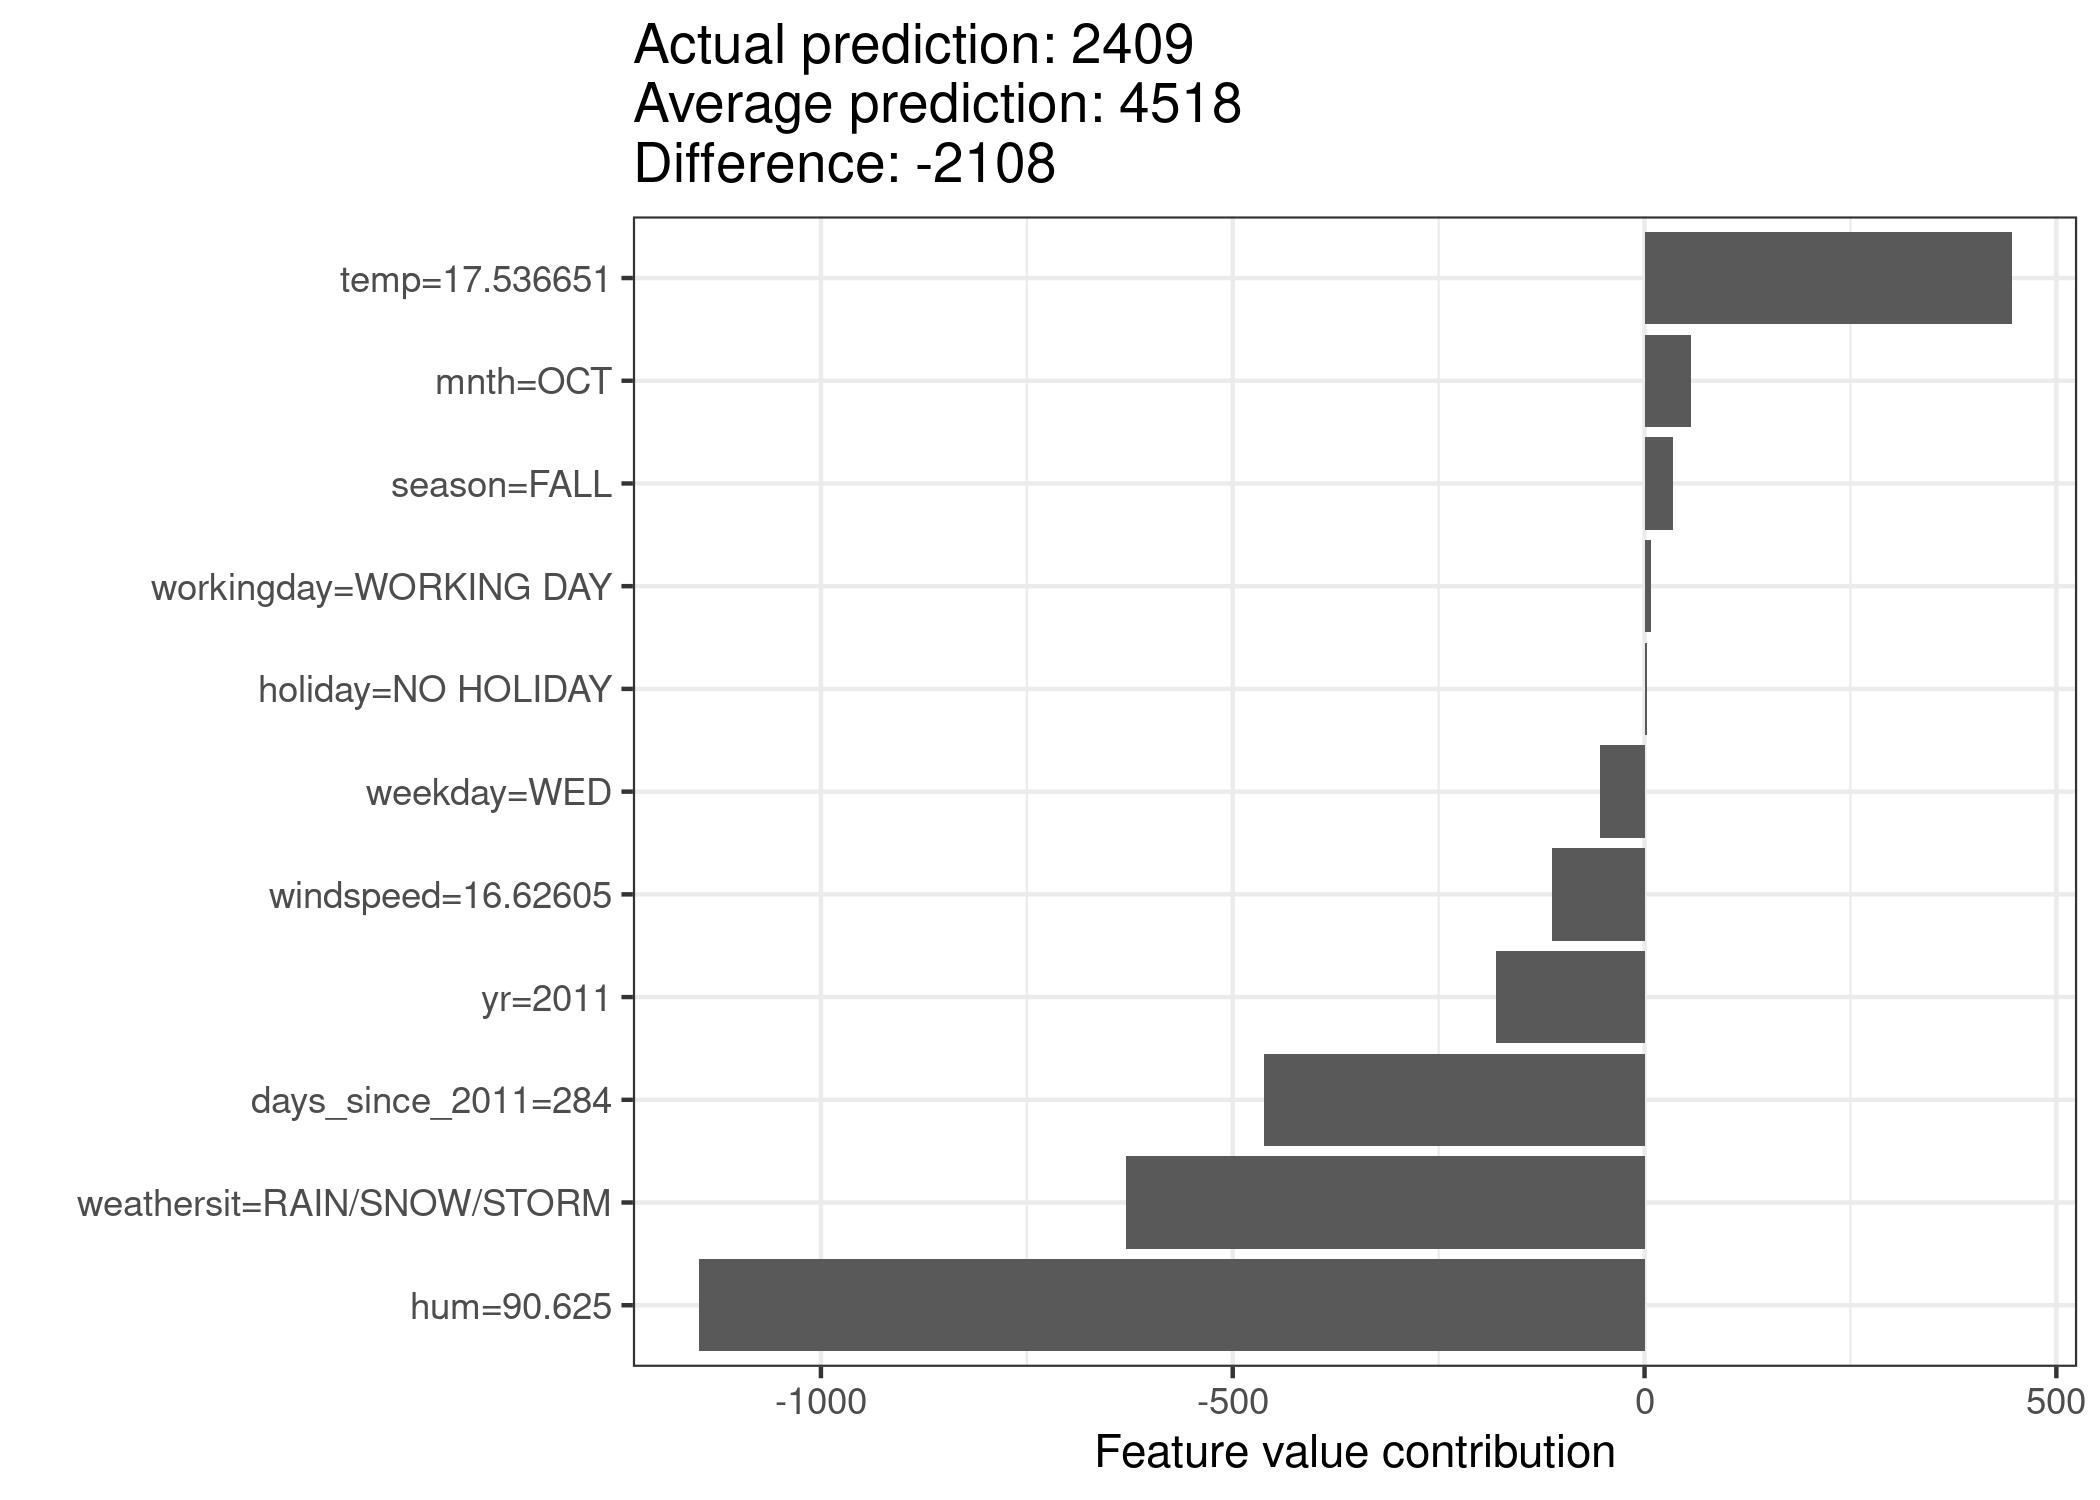 Actual prediction: 2409
Average prediction: 4518
Difference: -2108
temp=17.536651
mnth=OCT
season=FALL
workingday=WORKING DAY
holiday=NO HOLIDAY
weekday=WED
windspeed=16.62605
yr=2011
days_since_2011=284
weathersit=RAIN/SNOW/STORM
hum=90.625
-1000 -500 0 500
Feature value contribution